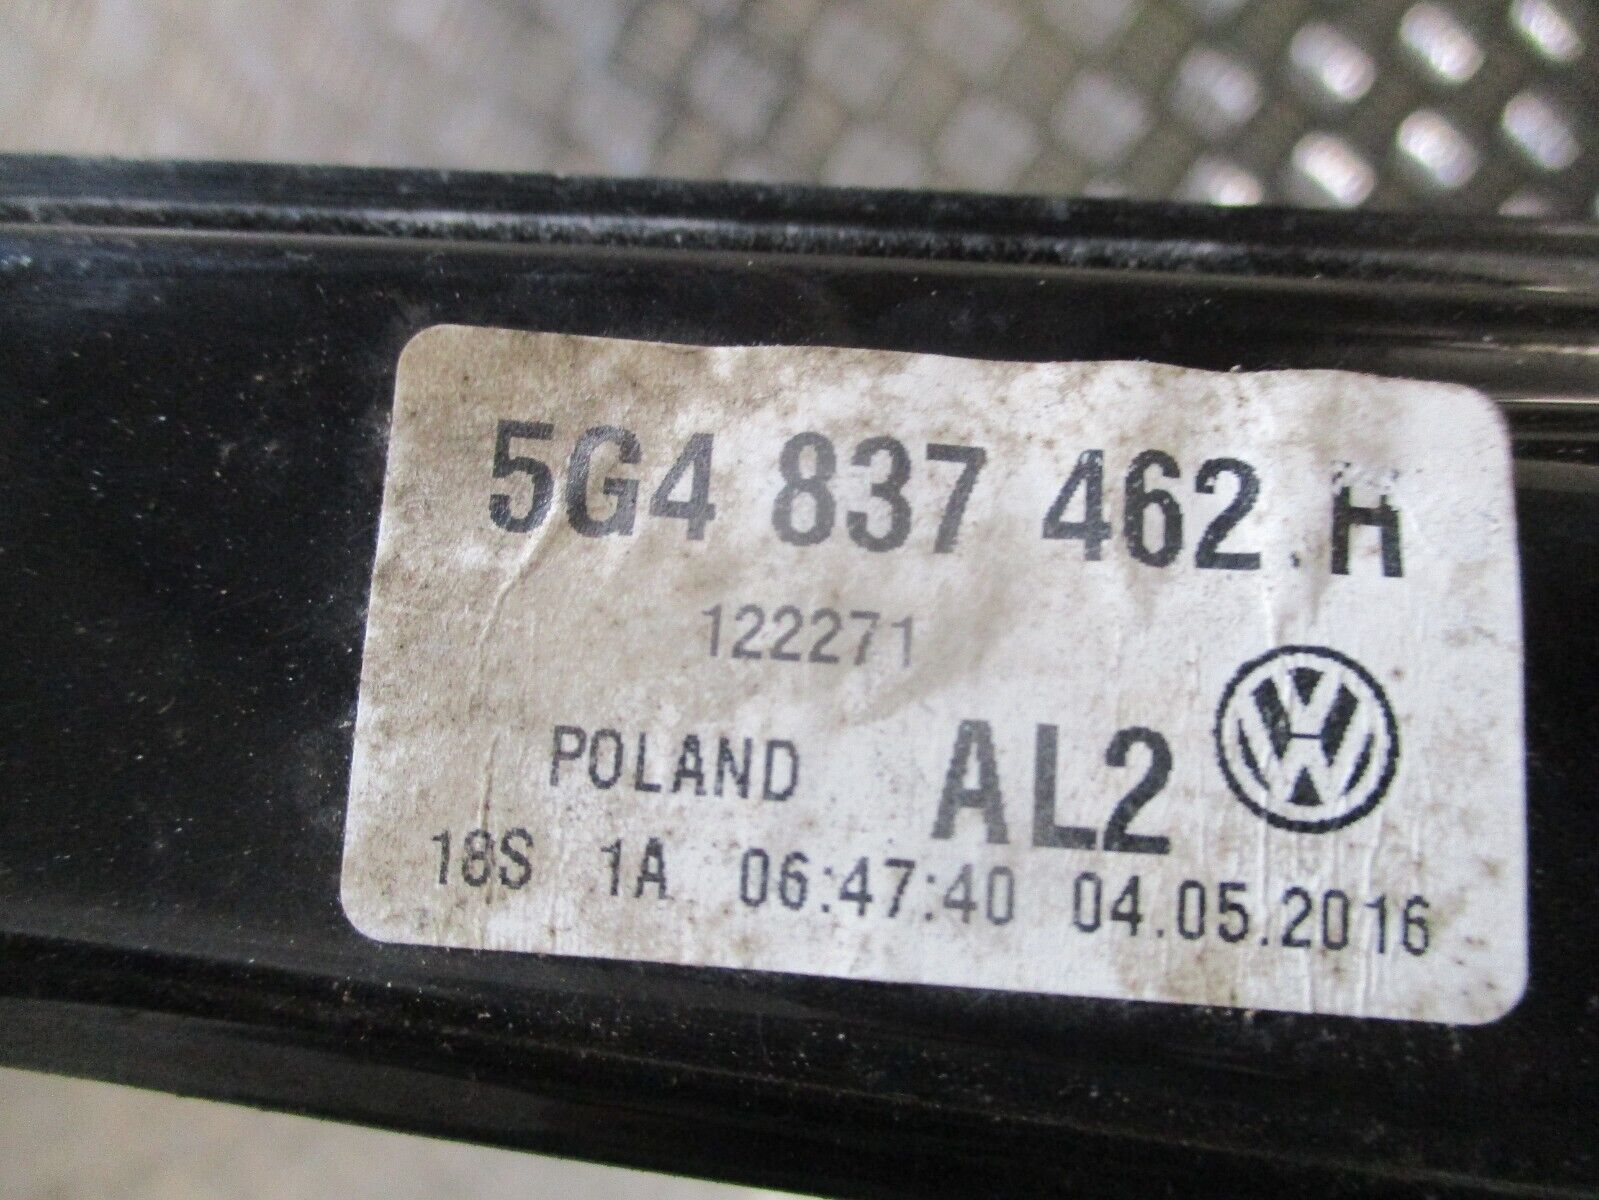 5G4 837 462 H
122271
POLAND AL2
18S 1A 06:47:40 04.05.2016